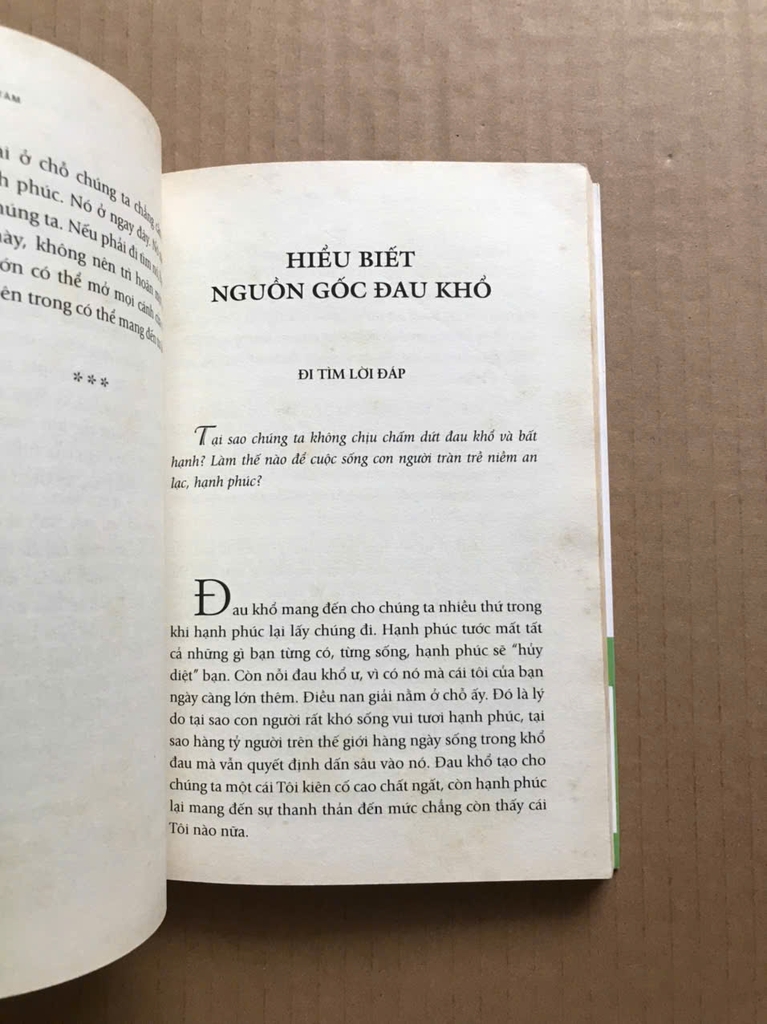 TÂM
ở chỗ chúng ta chẳng
phúc. Nó ở ngay đây.
chúng ta. Nếu phải đi tìm
này, không nên trì hoãn
có thể mở mọi cánh
trong có thể mang đến
***
HIỂU BIẾT
NGUỒN GỐC ĐAU KHỔ
ĐI TÌM LỜI ĐÁP
Tại sao chúng ta không chịu chấm dứt đau khổ và bất
hạnh? Làm thế nào để cuộc sống con người tràn trề niềm an
lạc, hạnh phúc?
Đau khổ mang đến cho chúng ta nhiều thứ trong
khi hạnh phúc lại lấy chúng đi. Hạnh phúc tước mất tất
cả những gì bạn từng có, từng sống, hạnh phúc sẽ “hủy
diệt” bạn. Còn nỗi đau khổ ư, vì có nó mà cái tôi của bạn
ngày càng lớn thêm. Điều nan giải nằm ở chỗ ấy. Đó là lý
do tại sao con người rất khó sống vui tươi hạnh phúc, tại
sao hàng tỷ người trên thế giới hàng ngày sống trong khổ
đau mà vẫn quyết định dấn sâu vào nó. Đau khổ tạo cho
chúng ta một cái Tôi kiên cố cao chất ngất, còn hạnh phúc
lại mang đến sự thanh thản đến mức chẳng còn thấy cái
Tôi nào nữa.